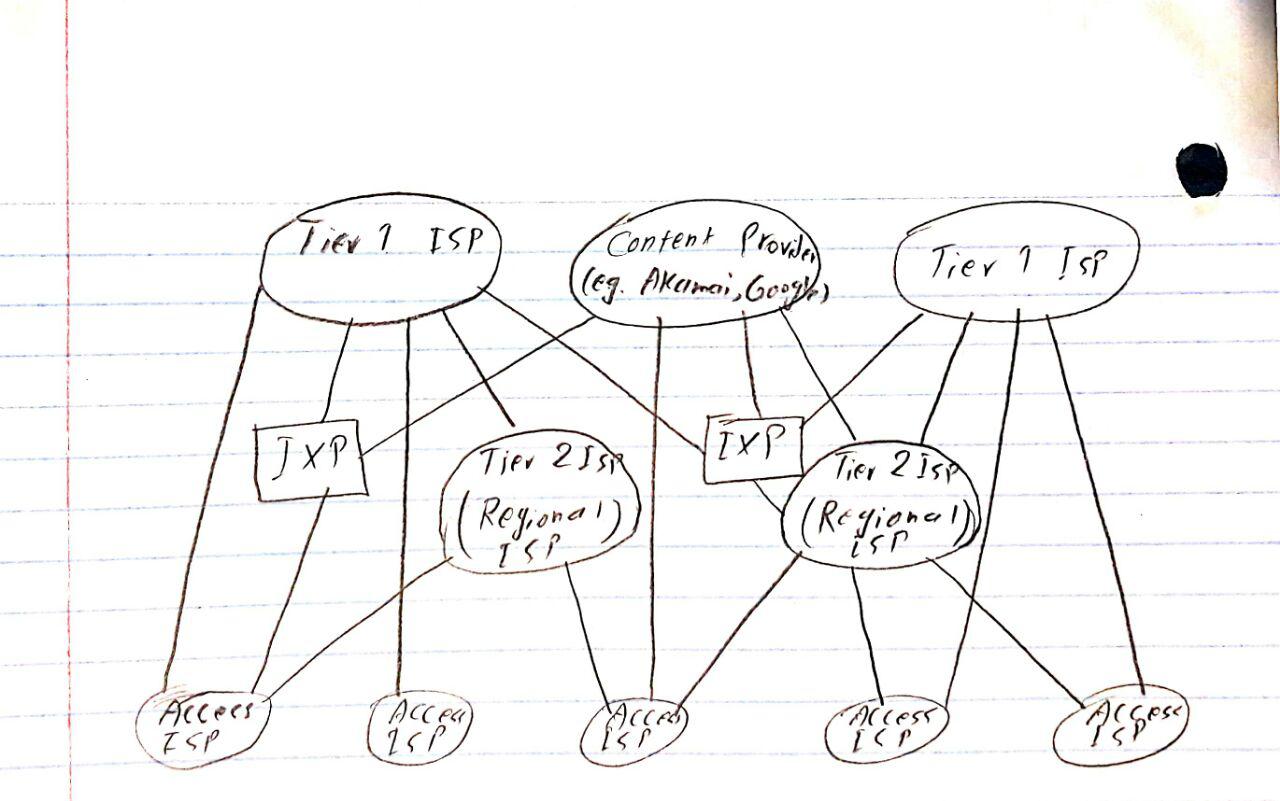 Tier 1 ISP
Content Provider
(eg. Akamai, Google)
Tier 1 ISP
IXP
Tier 2 ISP
(Regional)
ISP
IXP
Tier 2 ISP
(Regional)
ISP
Access
ISP
Access
ISP
Access
ISP
Access
ISP
Access
ISP